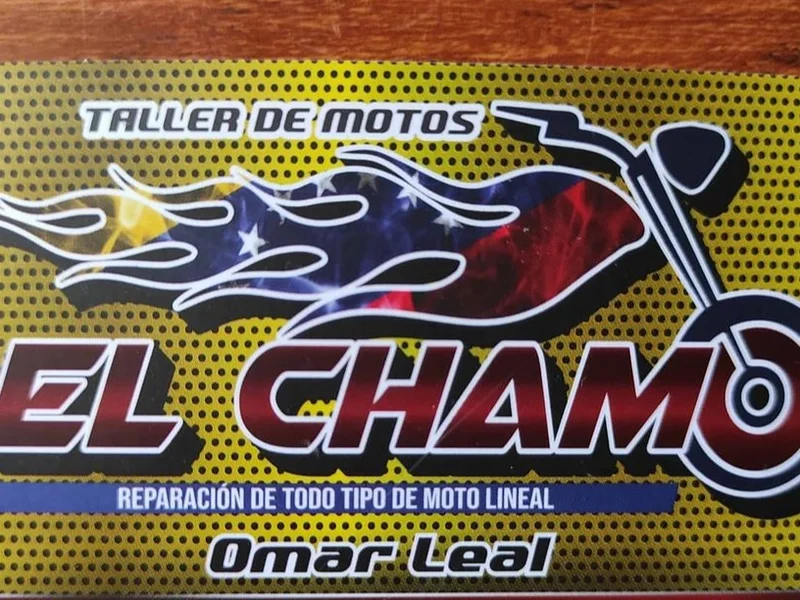 TALLER DE MOTOS
EL CHAMO
REPARACIÓN DE TODO TIPO DE MOTO LINEAL
Omar Leal